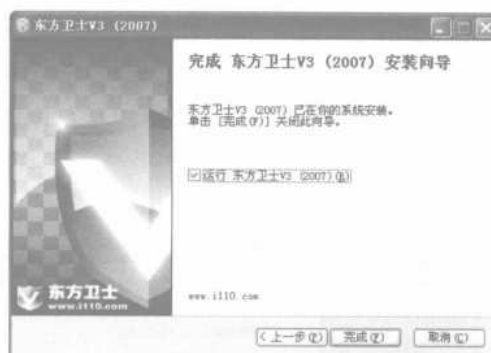 东方卫士V3 (2007)
完成 东方卫士V3 (2007) 安装向导
东方卫士V3 (2007) 已在你的系统安装。
单击 [完成(F)] 关闭此向导。
运行 东方卫士V3 (2007)(R)
东方卫士
www.i110.com
www.i110.com
<上一步(P)
完成(F)
取消(C)